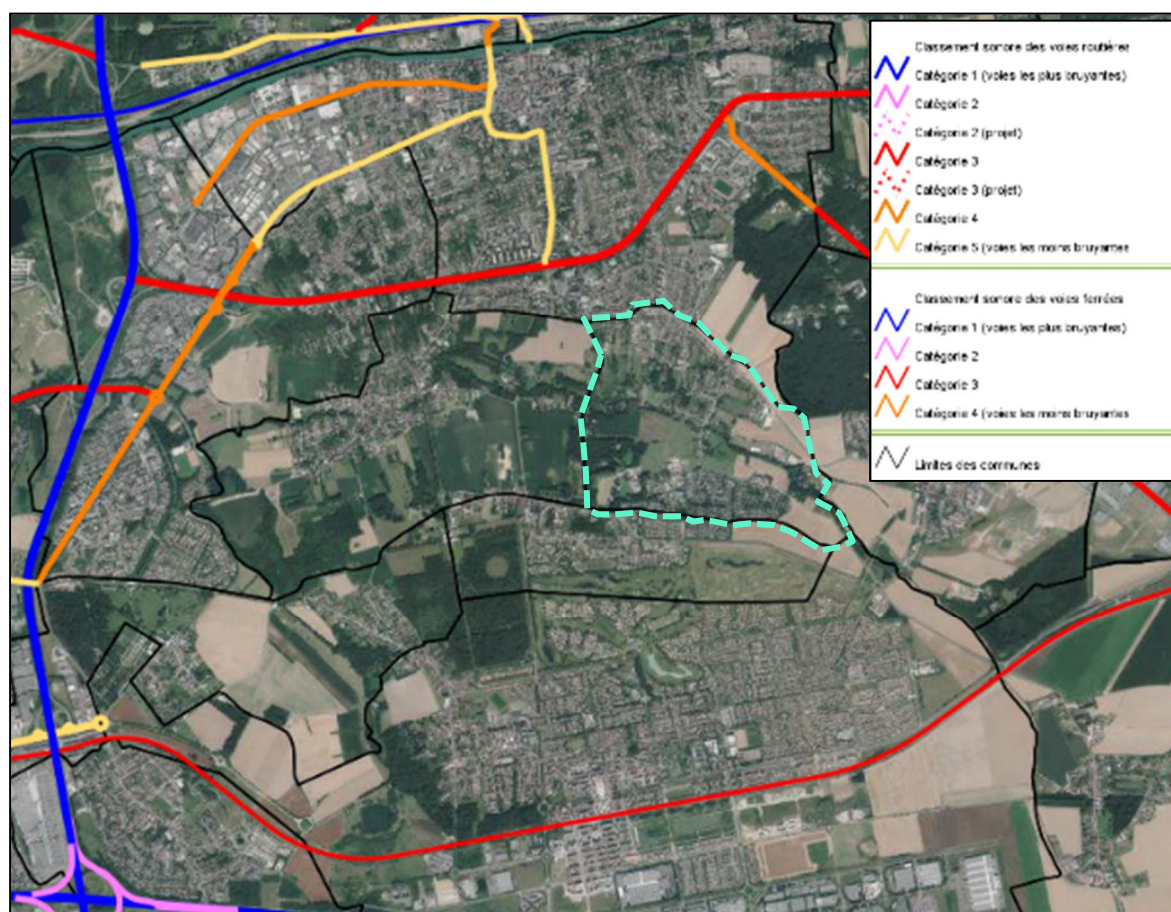 Classement sonore des voies routières
Catégorie 1 (voies les plus bruyantes)
Catégorie 2
Catégorie 2 (projet)
Catégorie 3
Catégorie 3 (projet)
Catégorie 4
Catégorie 5 (voies les moins bruyantes
Classement sonore des voies ferrées
Catégorie 1 (voies les plus bruyantes)
Catégorie 2
Catégorie 3
Catégorie 4 (voies les moins bruyantes
Limites des communes